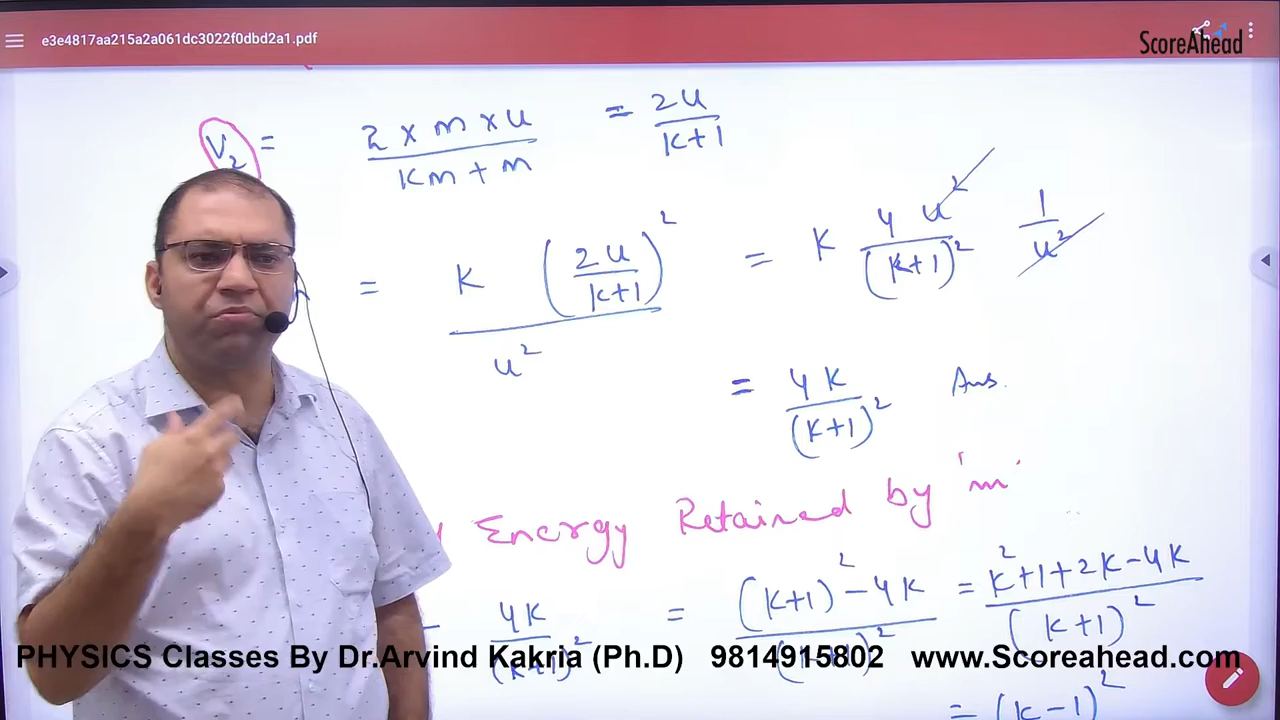 e3e4817aa215a2a061dc3022f0dbd2a1.pdf
ScoreAhead
V₂ = (2 × m × u)/(Km + m) = 2u/(K+1)
= K (2u/(K+1))²/u² = K 4u²/(K+1)² 1/u²
= 4K/(K+1)² Ans.
Energy Retained by 'm'
4K/(K+1)² = ((K+1)² − 4K)/(K+1)² = (K²+1+2K−4K)/(K+1)²
PHYSICS Classes By Dr.Arvind Kakria (Ph.D) 9814915802 www.Scoreahead.com
= (K−1)²